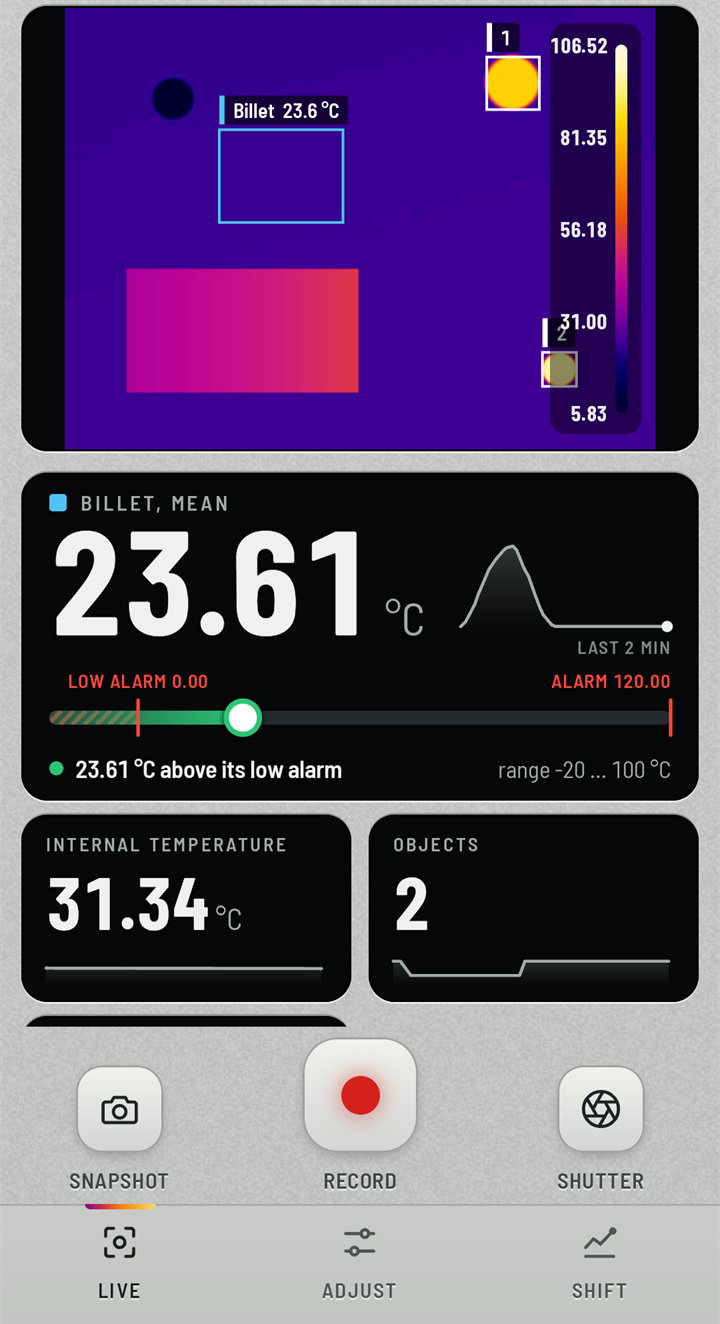 1
106.52
Billet 23.6 °C
81.35
56.18
31.00
2
5.83
BILLET, MEAN
23.61 °C
LAST 2 MIN
LOW ALARM 0.00
ALARM 120.00
23.61 °C above its low alarm
range -20 ... 100 °C
INTERNAL TEMPERATURE
31.34 °C
OBJECTS
2
SNAPSHOT
RECORD
SHUTTER
LIVE
ADJUST
SHIFT